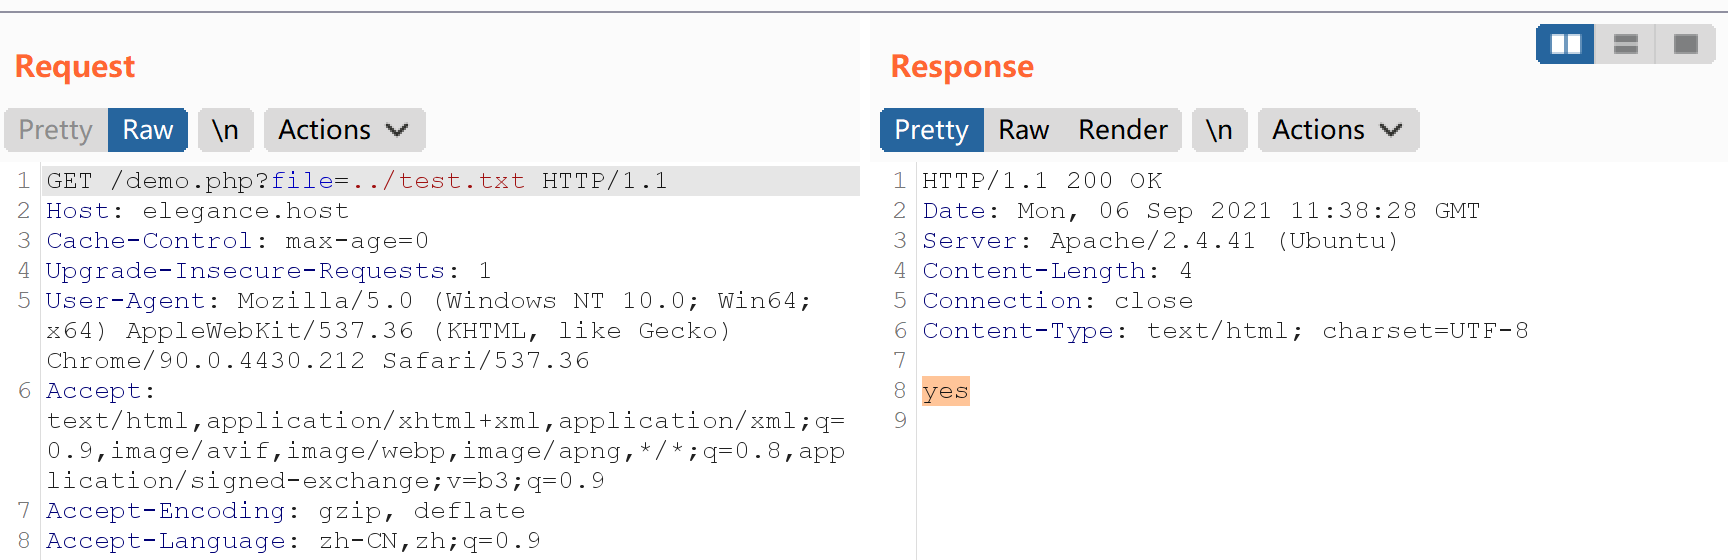 Request
Pretty Raw \n Actions
1 GET /demo.php?file=../test.txt HTTP/1.1
2 Host: elegance.host
3 Cache-Control: max-age=0
4 Upgrade-Insecure-Requests: 1
5 User-Agent: Mozilla/5.0 (Windows NT 10.0; Win64;
x64) AppleWebKit/537.36 (KHTML, like Gecko)
Chrome/90.0.4430.212 Safari/537.36
6 Accept:
text/html,application/xhtml+xml,application/xml;q=
0.9,image/avif,image/webp,image/apng,*/*;q=0.8,app
lication/signed-exchange;v=b3;q=0.9
7 Accept-Encoding: gzip, deflate
8 Accept-Language: zh-CN,zh;q=0.9
Response
Pretty Raw Render \n Actions
1 HTTP/1.1 200 OK
2 Date: Mon, 06 Sep 2021 11:38:28 GMT
3 Server: Apache/2.4.41 (Ubuntu)
4 Content-Length: 4
5 Connection: close
6 Content-Type: text/html; charset=UTF-8
7
8 yes
9